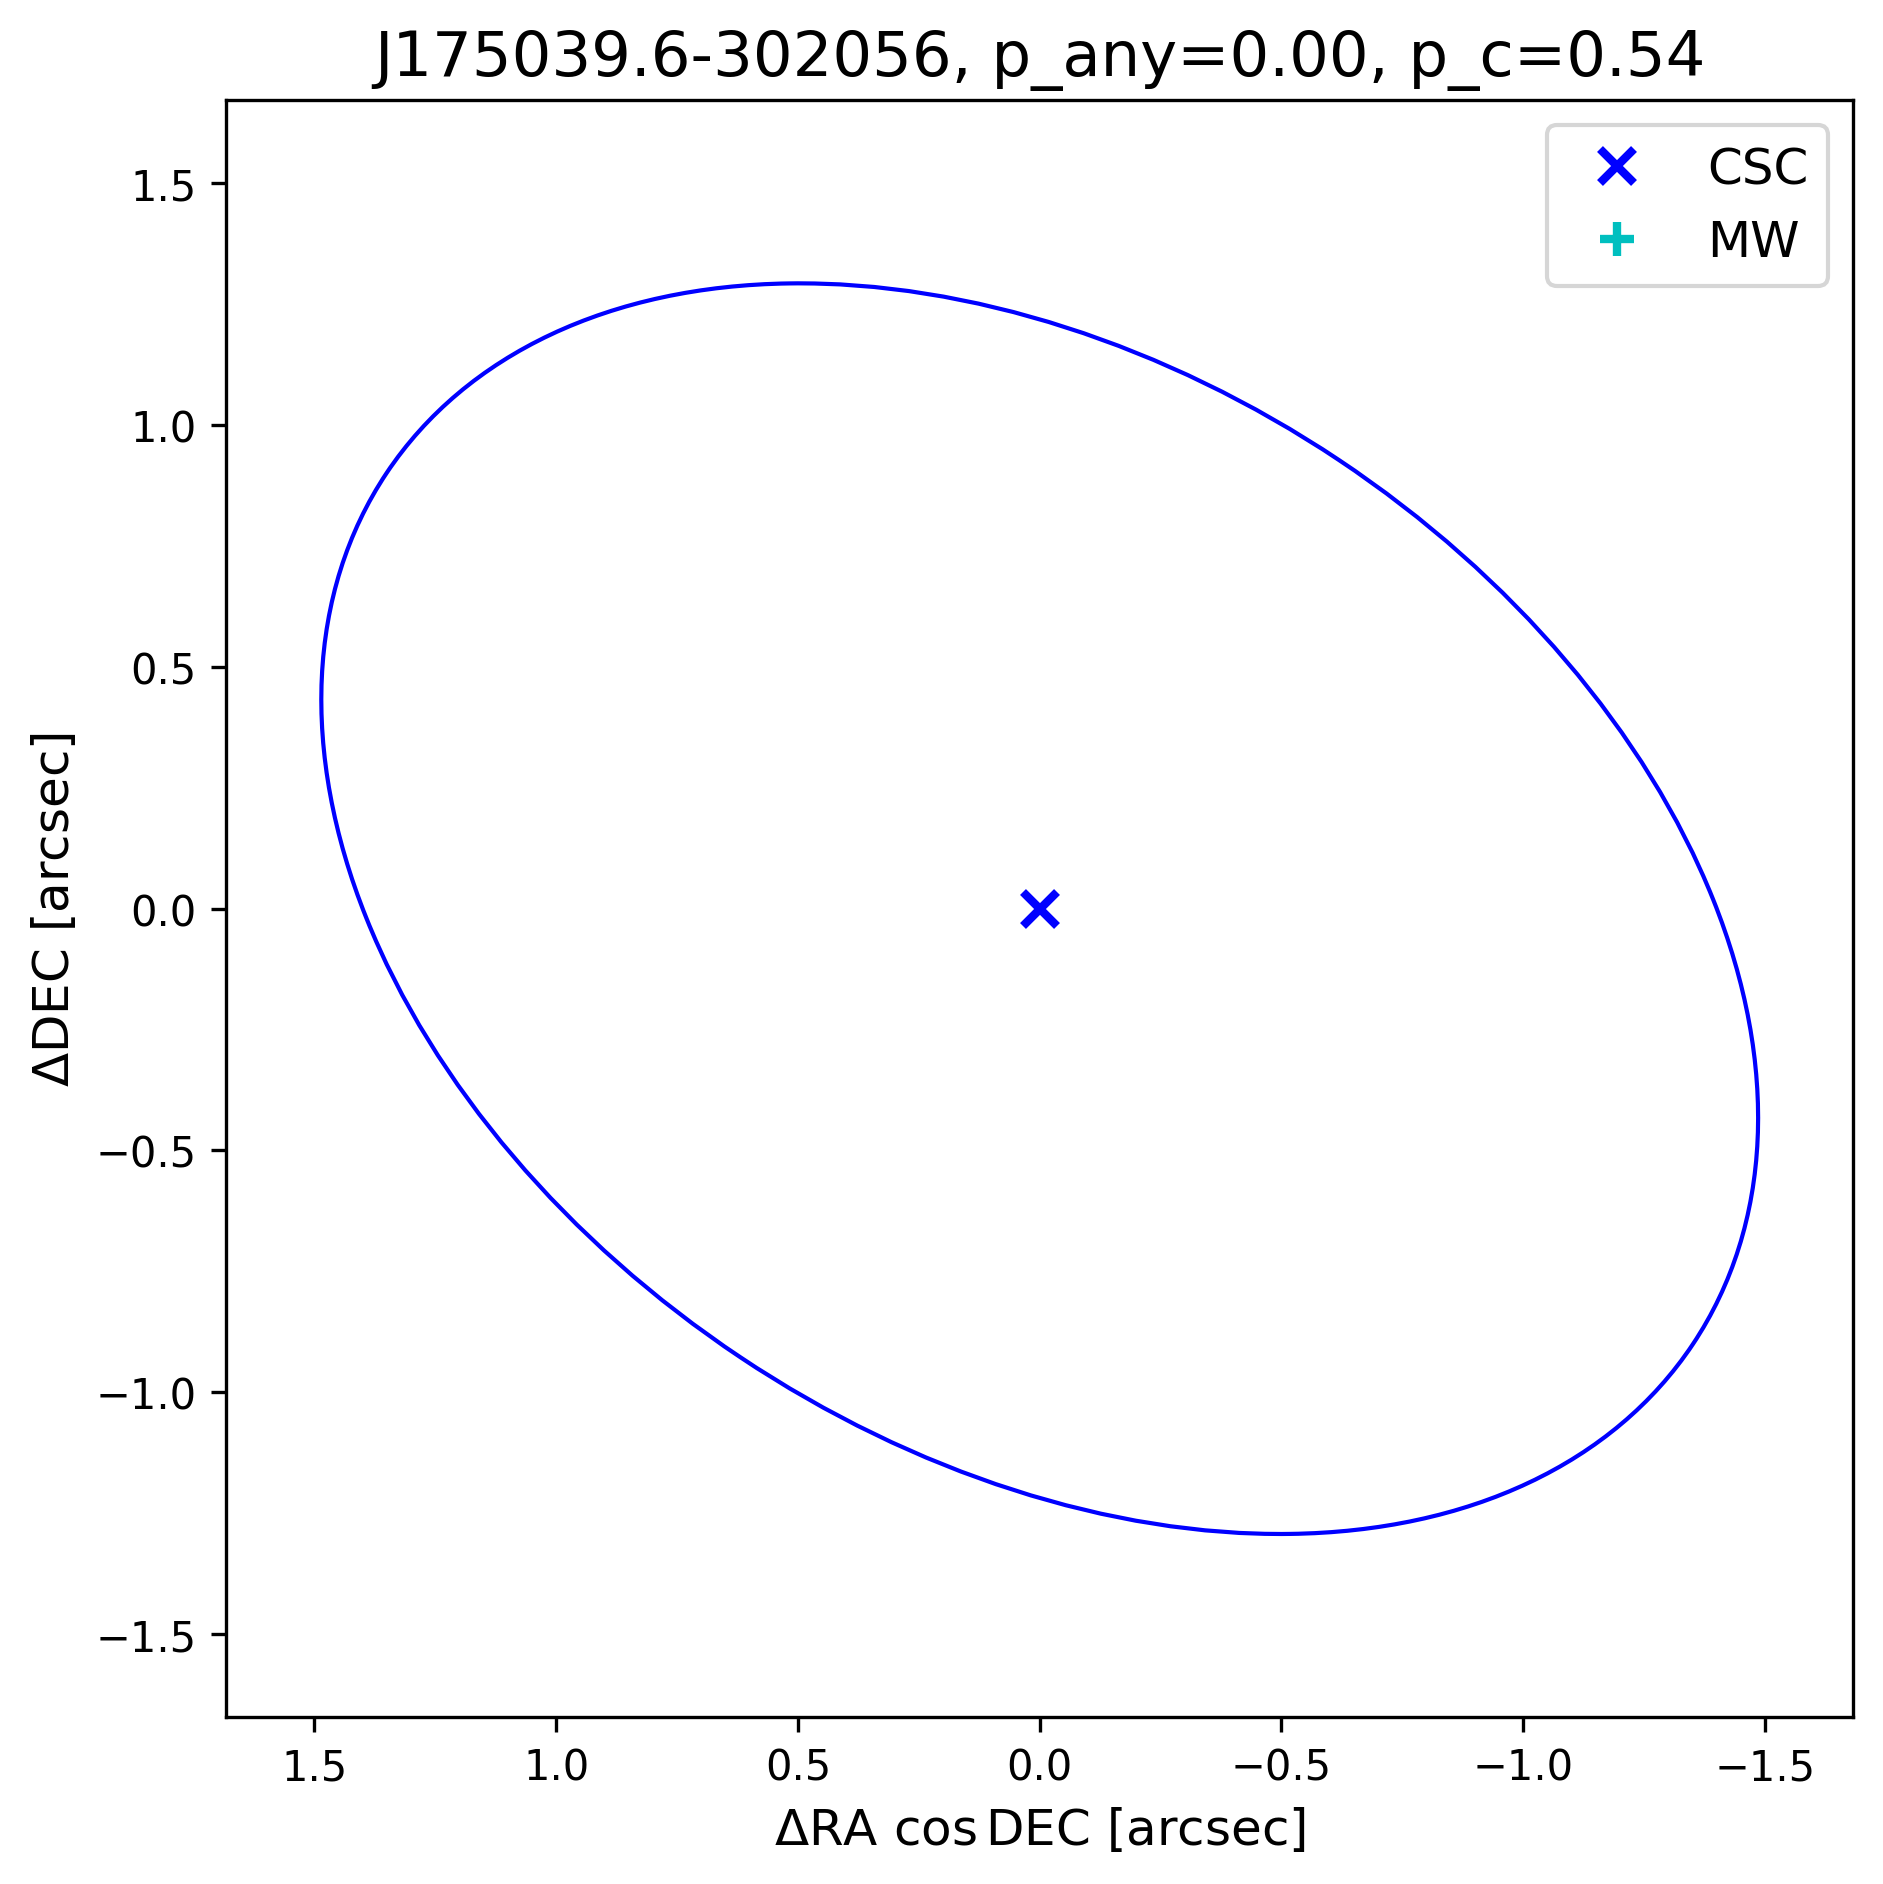 J175039.6-302056, p_any=0.00, p_c=0.54
CSC
MW
1.5
1.0
0.5
0.0
−0.5
−1.0
−1.5
ΔDEC [arcsec]
1.5 1.0 0.5 0.0 −0.5 −1.0 −1.5
ΔRA cos DEC [arcsec]